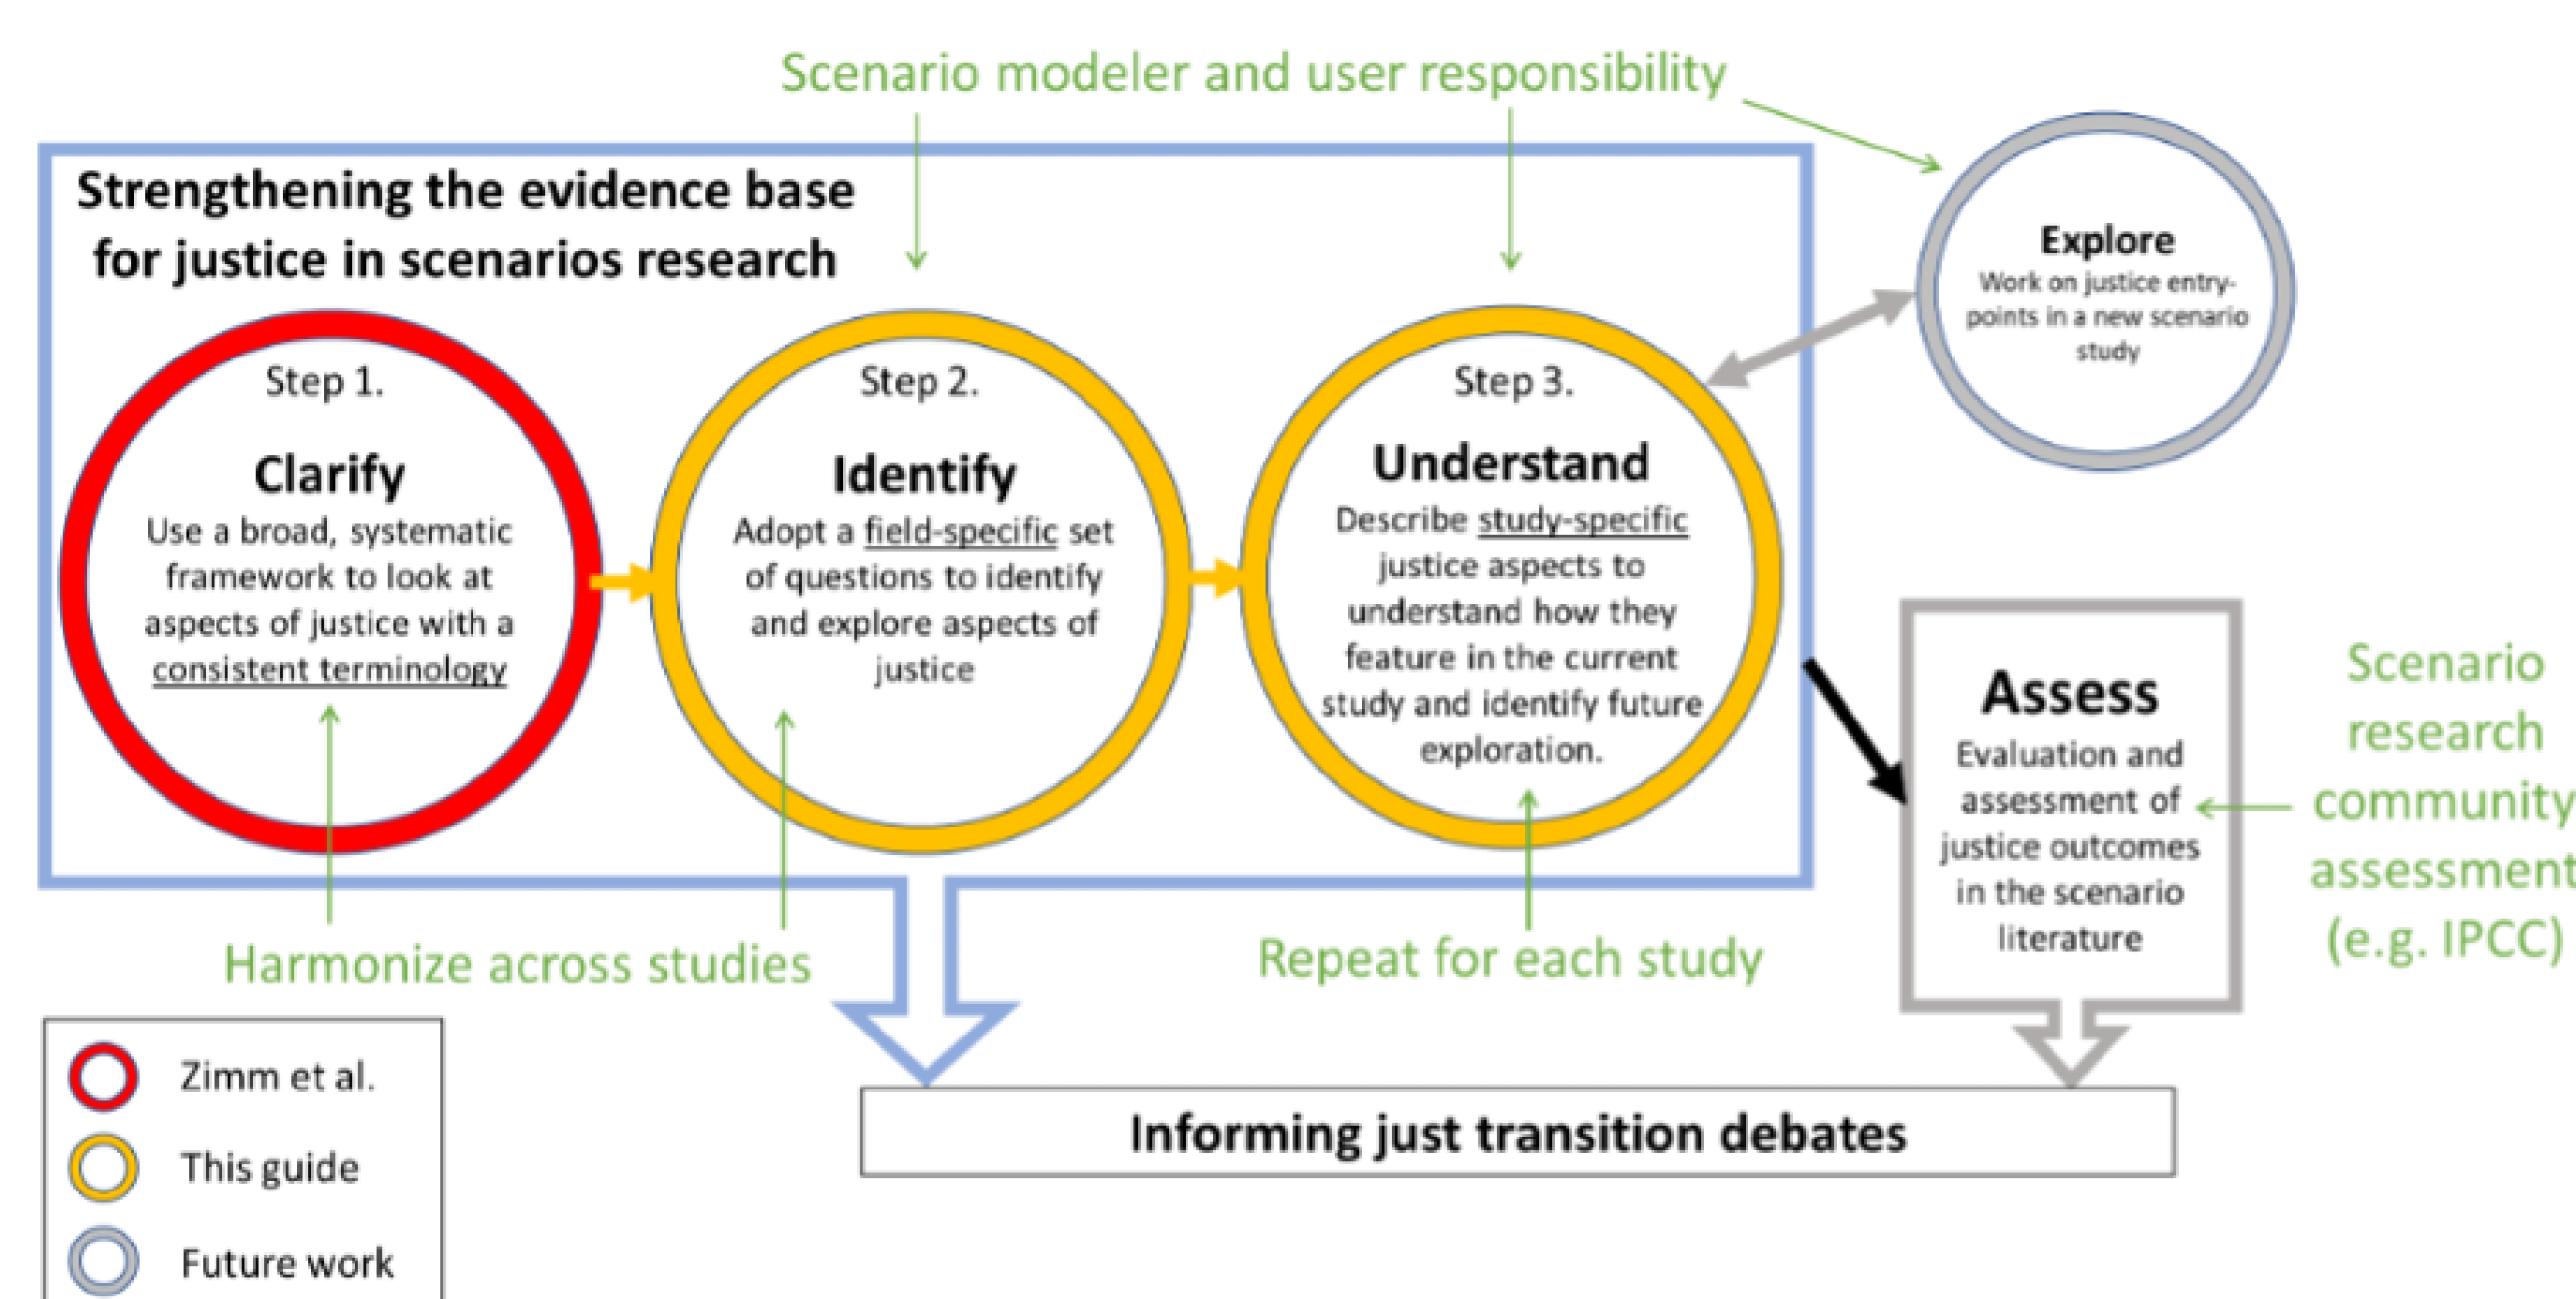 Scenario modeler and user responsibility
Strengthening the evidence base
for justice in scenarios research
Step 1.
Clarify
Use a broad, systematic
framework to look at
aspects of justice with a
consistent terminology
Step 2.
Identify
Adopt a field-specific set
of questions to identify
and explore aspects of
justice
Step 3.
Understand
Describe study-specific
justice aspects to
understand how they
feature in the current
study and identify future
exploration.
Explore
Work on justice entry-
points in a new scenario
study
Assess
Evaluation and
assessment of
justice outcomes
in the scenario
literature
Scenario
research
community
assessment
(e.g. IPCC)
Harmonize across studies
Repeat for each study
Informing just transition debates
Zimm et al.
This guide
Future work